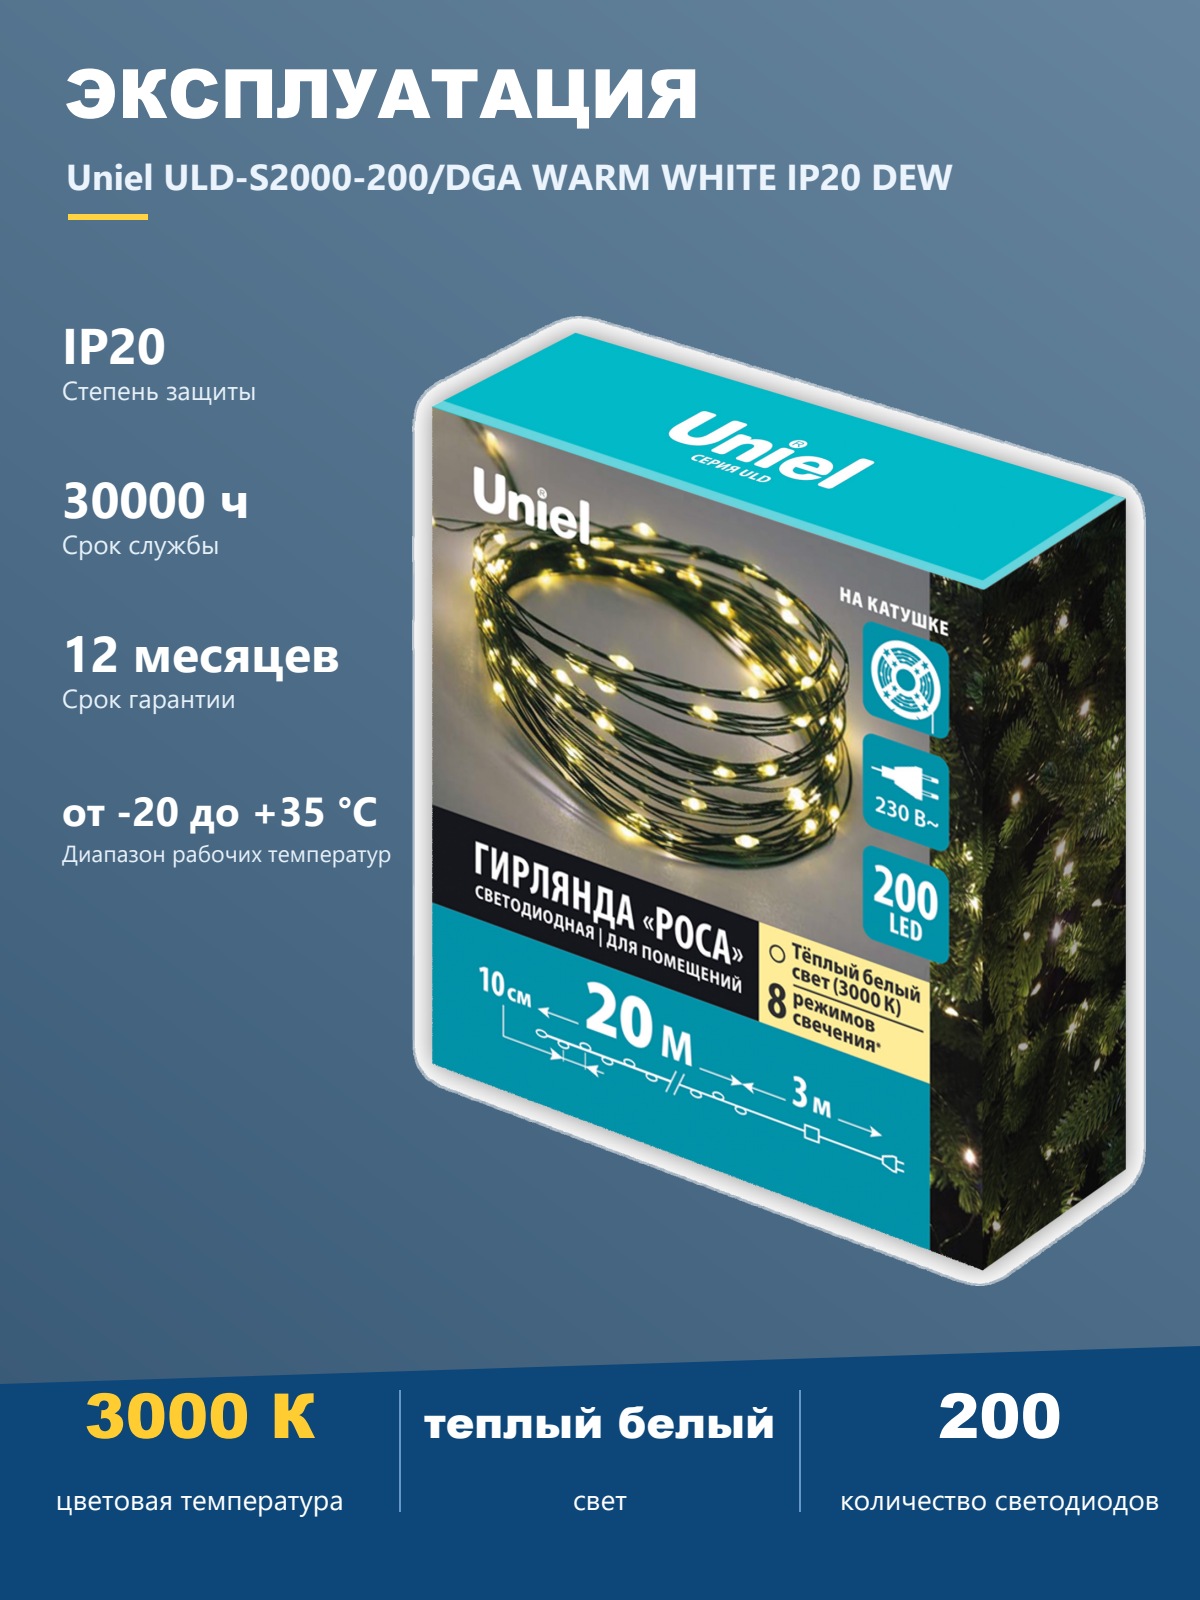 ЭКСПЛУАТАЦИЯ
Uniel ULD-S2000-200/DGA WARM WHITE IP20 DEW
IP20
Степень защиты
30000 ч
Срок службы
12 месяцев
Срок гарантии
от -20 до +35 °С
Диапазон рабочих температур
Uniel®
СЕРИЯ ULD
Uniel®
НА КАТУШКЕ
230 В~
200
LED
ГИРЛЯНДА «РОСА»
СВЕТОДИОДНАЯ | ДЛЯ ПОМЕЩЕНИЙ
Тёплый белый
свет (3000 К)
8 режимов
свечения*
10 см
20 м
3 м
3000 К
цветовая температура
теплый белый
свет
200
количество светодиодов